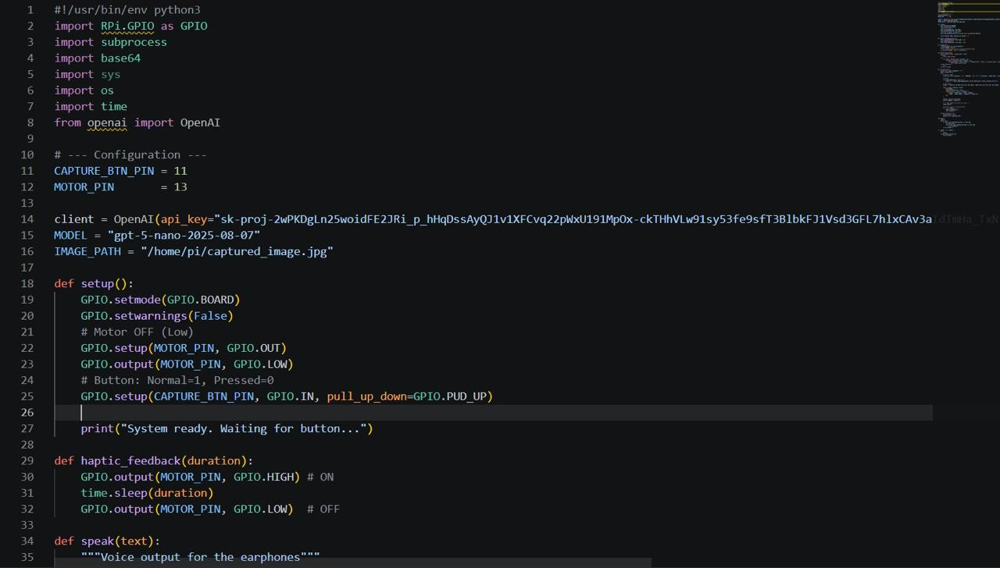 1 #!/usr/bin/env python3
2 import RPi.GPIO as GPIO
3 import subprocess
4 import base64
5 import sys
6 import os
7 import time
8 from openai import OpenAI
9
10 # --- Configuration ---
11 CAPTURE_BTN_PIN = 11
12 MOTOR_PIN       = 13
13
14 client = OpenAI(api_key="sk-proj-2wPKDgLn25woidFE2JRi_p_hHqDssAyQJ1v1XFCvq22pWxU191MpOx-ckTHhVLw91sy53fe9sfT3BlbkFJ1Vsd3GFL7hlxCAv3aIdTmHa_TxN
15 MODEL = "gpt-5-nano-2025-08-07"
16 IMAGE_PATH = "/home/pi/captured_image.jpg"
17
18 def setup():
19     GPIO.setmode(GPIO.BOARD)
20     GPIO.setwarnings(False)
21     # Motor OFF (Low)
22     GPIO.setup(MOTOR_PIN, GPIO.OUT)
23     GPIO.output(MOTOR_PIN, GPIO.LOW)
24     # Button: Normal=1, Pressed=0
25     GPIO.setup(CAPTURE_BTN_PIN, GPIO.IN, pull_up_down=GPIO.PUD_UP)
26
27     print("System ready. Waiting for button...")
28
29 def haptic_feedback(duration):
30     GPIO.output(MOTOR_PIN, GPIO.HIGH) # ON
31     time.sleep(duration)
32     GPIO.output(MOTOR_PIN, GPIO.LOW)  # OFF
33
34 def speak(text):
35     """Voice output for the earphones"""